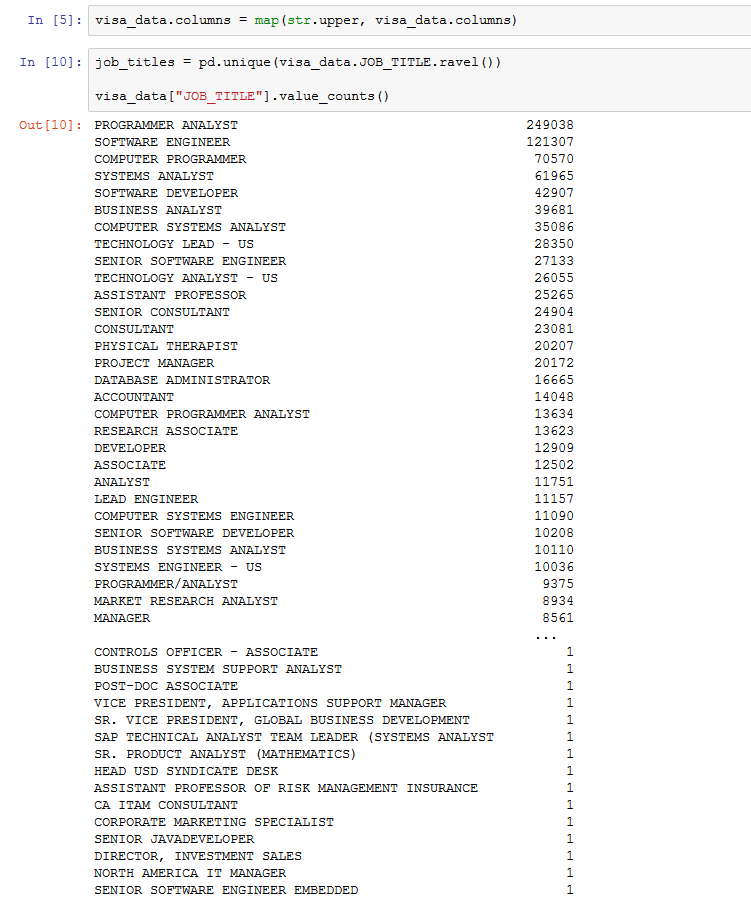 In [5]: visa_data.columns = map(str.upper, visa_data.columns)
In [10]: job_titles = pd.unique(visa_data.JOB_TITLE.ravel())
visa_data["JOB_TITLE"].value_counts()
Out[10]: PROGRAMMER ANALYST 249038
SOFTWARE ENGINEER 121307
COMPUTER PROGRAMMER 70570
SYSTEMS ANALYST 61965
SOFTWARE DEVELOPER 42907
BUSINESS ANALYST 39681
COMPUTER SYSTEMS ANALYST 35086
TECHNOLOGY LEAD - US 28350
SENIOR SOFTWARE ENGINEER 27133
TECHNOLOGY ANALYST - US 26055
ASSISTANT PROFESSOR 25265
SENIOR CONSULTANT 24904
CONSULTANT 23081
PHYSICAL THERAPIST 20207
PROJECT MANAGER 20172
DATABASE ADMINISTRATOR 16665
ACCOUNTANT 14048
COMPUTER PROGRAMMER ANALYST 13634
RESEARCH ASSOCIATE 13623
DEVELOPER 12909
ASSOCIATE 12502
ANALYST 11751
LEAD ENGINEER 11157
COMPUTER SYSTEMS ENGINEER 11090
SENIOR SOFTWARE DEVELOPER 10208
BUSINESS SYSTEMS ANALYST 10110
SYSTEMS ENGINEER - US 10036
PROGRAMMER/ANALYST 9375
MARKET RESEARCH ANALYST 8934
MANAGER 8561
...
CONTROLS OFFICER - ASSOCIATE 1
BUSINESS SYSTEM SUPPORT ANALYST 1
POST-DOC ASSOCIATE 1
VICE PRESIDENT, APPLICATIONS SUPPORT MANAGER 1
SR. VICE PRESIDENT, GLOBAL BUSINESS DEVELOPMENT 1
SAP TECHNICAL ANALYST TEAM LEADER (SYSTEMS ANALYST 1
SR. PRODUCT ANALYST (MATHEMATICS) 1
HEAD USD SYNDICATE DESK 1
ASSISTANT PROFESSOR OF RISK MANAGEMENT INSURANCE 1
CA ITAM CONSULTANT 1
CORPORATE MARKETING SPECIALIST 1
SENIOR JAVADEVELOPER 1
DIRECTOR, INVESTMENT SALES 1
NORTH AMERICA IT MANAGER 1
SENIOR SOFTWARE ENGINEER EMBEDDED 1